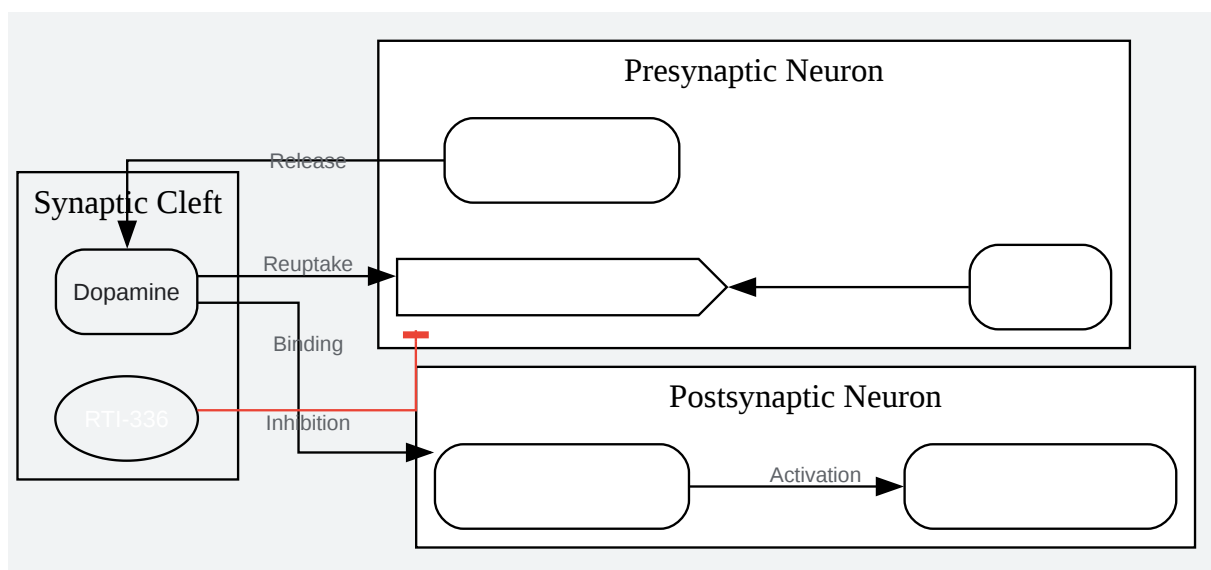 Presynaptic Neuron
Release
Synaptic Cleft
Reuptake
Dopamine
Binding
Postsynaptic Neuron
RTI-336
Inhibition
Activation